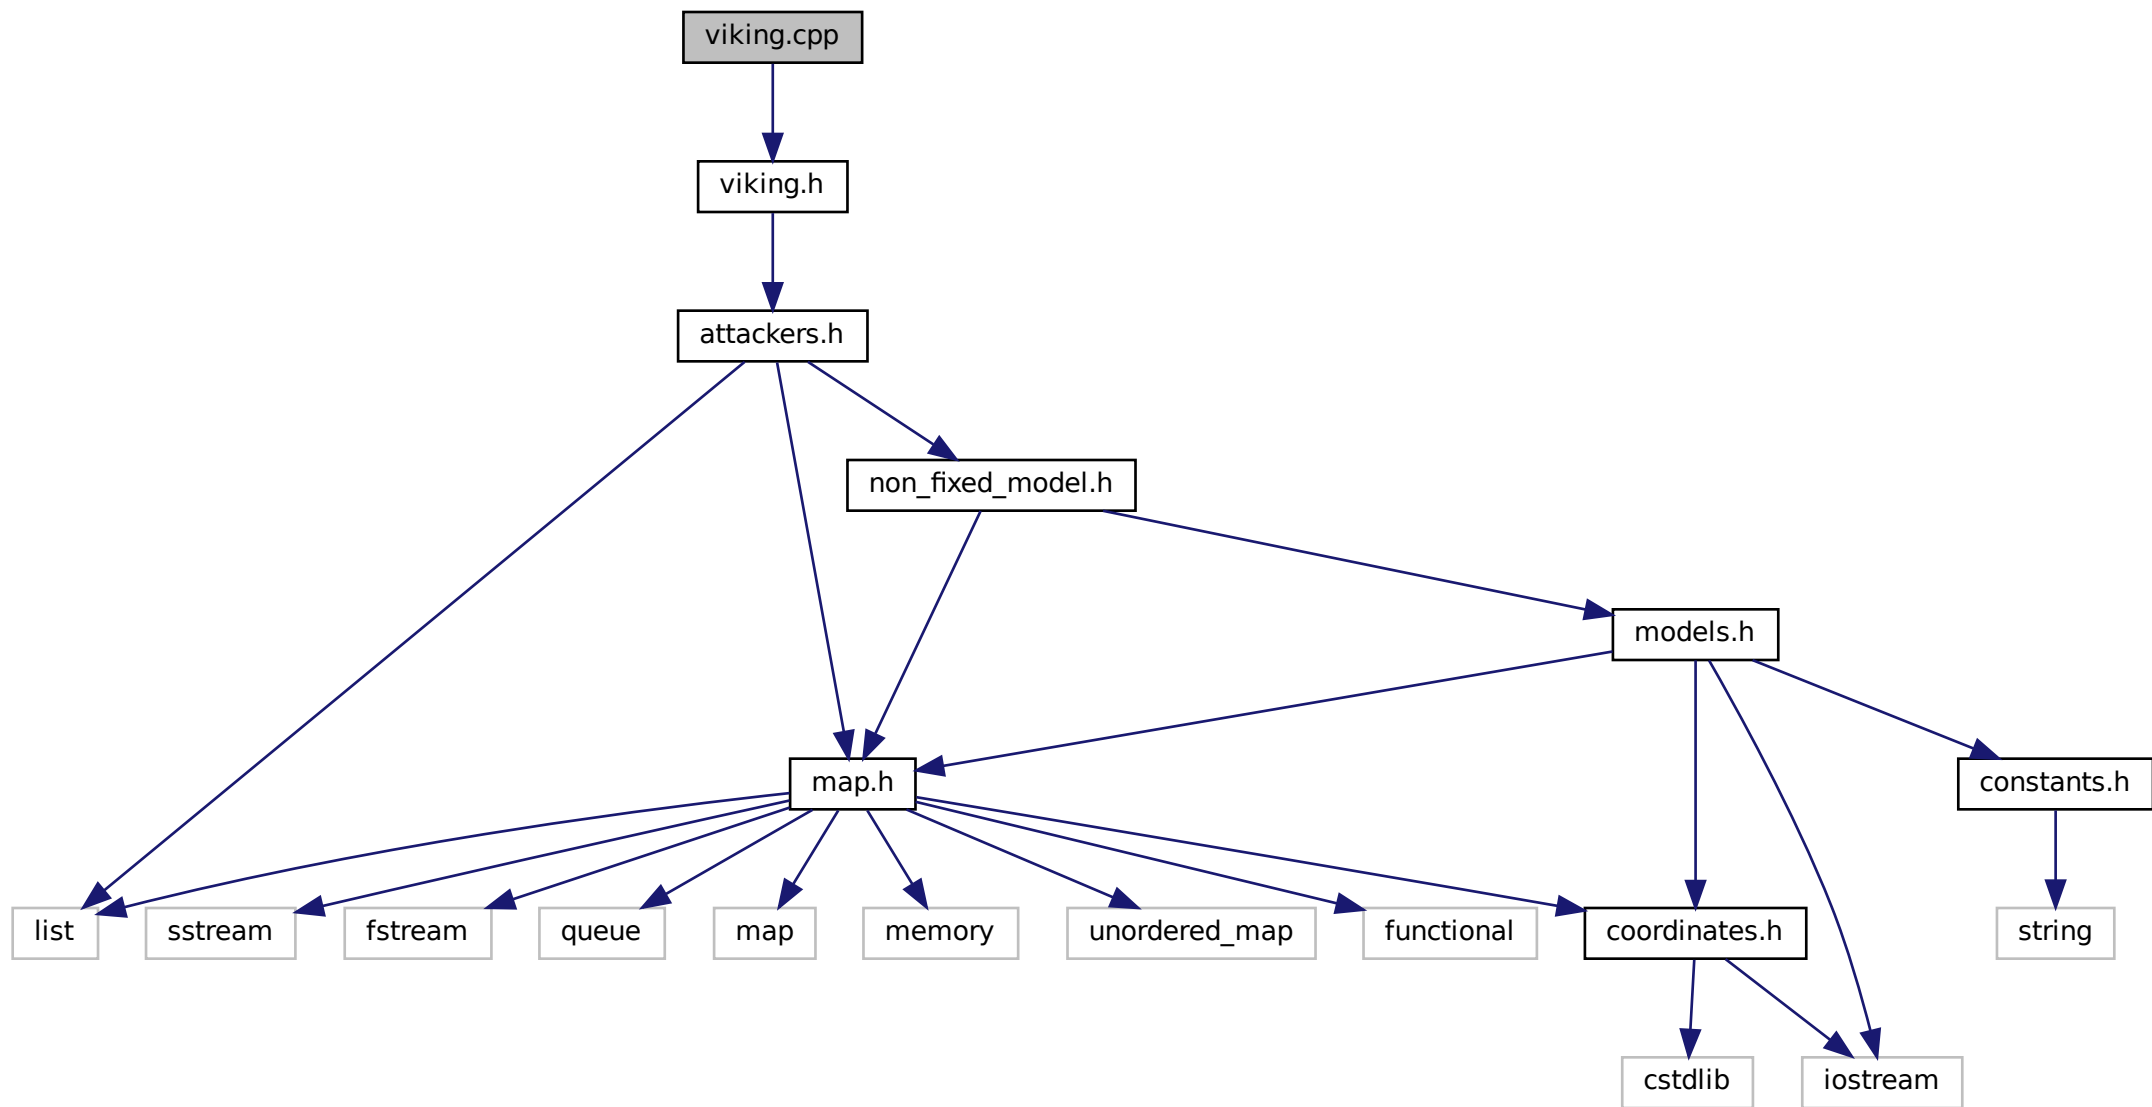 viking.cpp
viking.h
attackers.h
non_fixed_model.h
models.h
map.h
constants.h
list
sstream
fstream
queue
map
memory
unordered_map
functional
coordinates.h
string
cstdlib
iostream